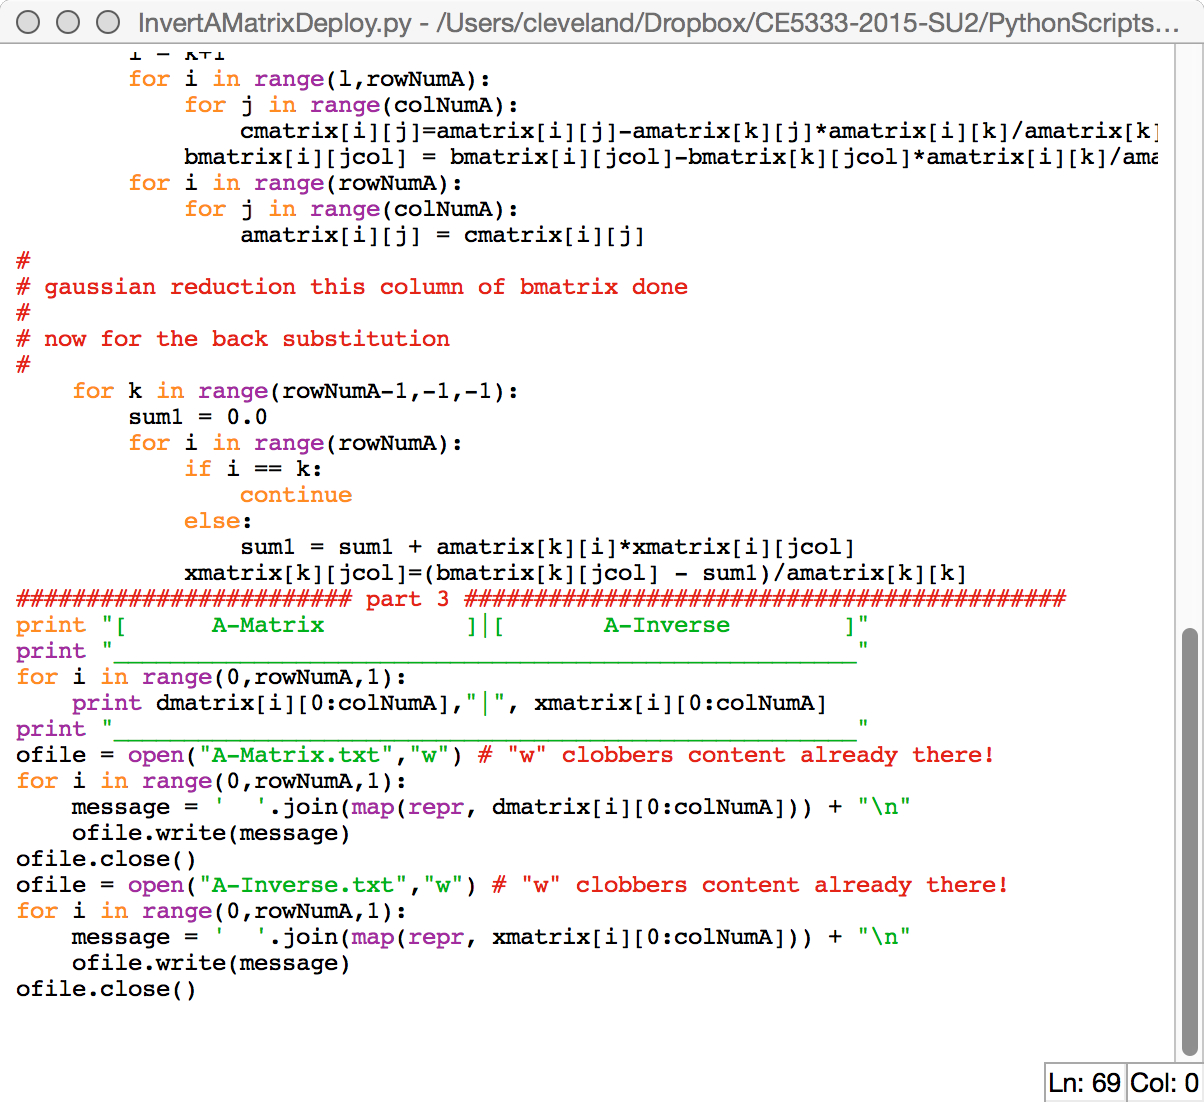 InvertAMatrixDeploy.py - /Users/cleveland/Dropbox/CE5333-2015-SU2/PythonScripts...
        for i in range(l,rowNumA):
            for j in range(colNumA):
                cmatrix[i][j]=amatrix[i][j]-amatrix[k][j]*amatrix[i][k]/amatrix[k]
            bmatrix[i][jcol] = bmatrix[i][jcol]-bmatrix[k][jcol]*amatrix[i][k]/ama
        for i in range(rowNumA):
            for j in range(colNumA):
                amatrix[i][j] = cmatrix[i][j]
#
# gaussian reduction this column of bmatrix done
#
# now for the back substitution
#
    for k in range(rowNumA-1,-1,-1):
        sum1 = 0.0
        for i in range(rowNumA):
            if i == k:
                continue
            else:
                sum1 = sum1 + amatrix[k][i]*xmatrix[i][jcol]
            xmatrix[k][jcol]=(bmatrix[k][jcol] - sum1)/amatrix[k][k]
######################## part 3 ###########################################
print "[      A-Matrix          ]|[       A-Inverse        ]"
print "_____________________________________________________"
for i in range(0,rowNumA,1):
    print dmatrix[i][0:colNumA],"|", xmatrix[i][0:colNumA]
print "_____________________________________________________"
ofile = open("A-Matrix.txt","w") # "w" clobbers content already there!
for i in range(0,rowNumA,1):
    message = '  '.join(map(repr, dmatrix[i][0:colNumA])) + "\n"
    ofile.write(message)
ofile.close()
ofile = open("A-Inverse.txt","w") # "w" clobbers content already there!
for i in range(0,rowNumA,1):
    message = '  '.join(map(repr, xmatrix[i][0:colNumA])) + "\n"
    ofile.write(message)
ofile.close()
Ln: 69 Col: 0